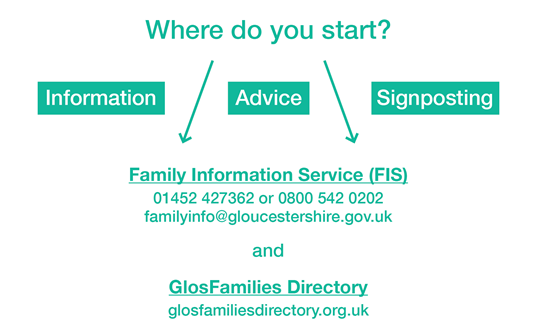 Where do you start?
Information
Advice
Signposting
Family Information Service (FIS)
01452 427362 or 0800 542 0202
familyinfo@gloucestershire.gov.uk
and
GlosFamilies Directory
glosfamiliesdirectory.org.uk